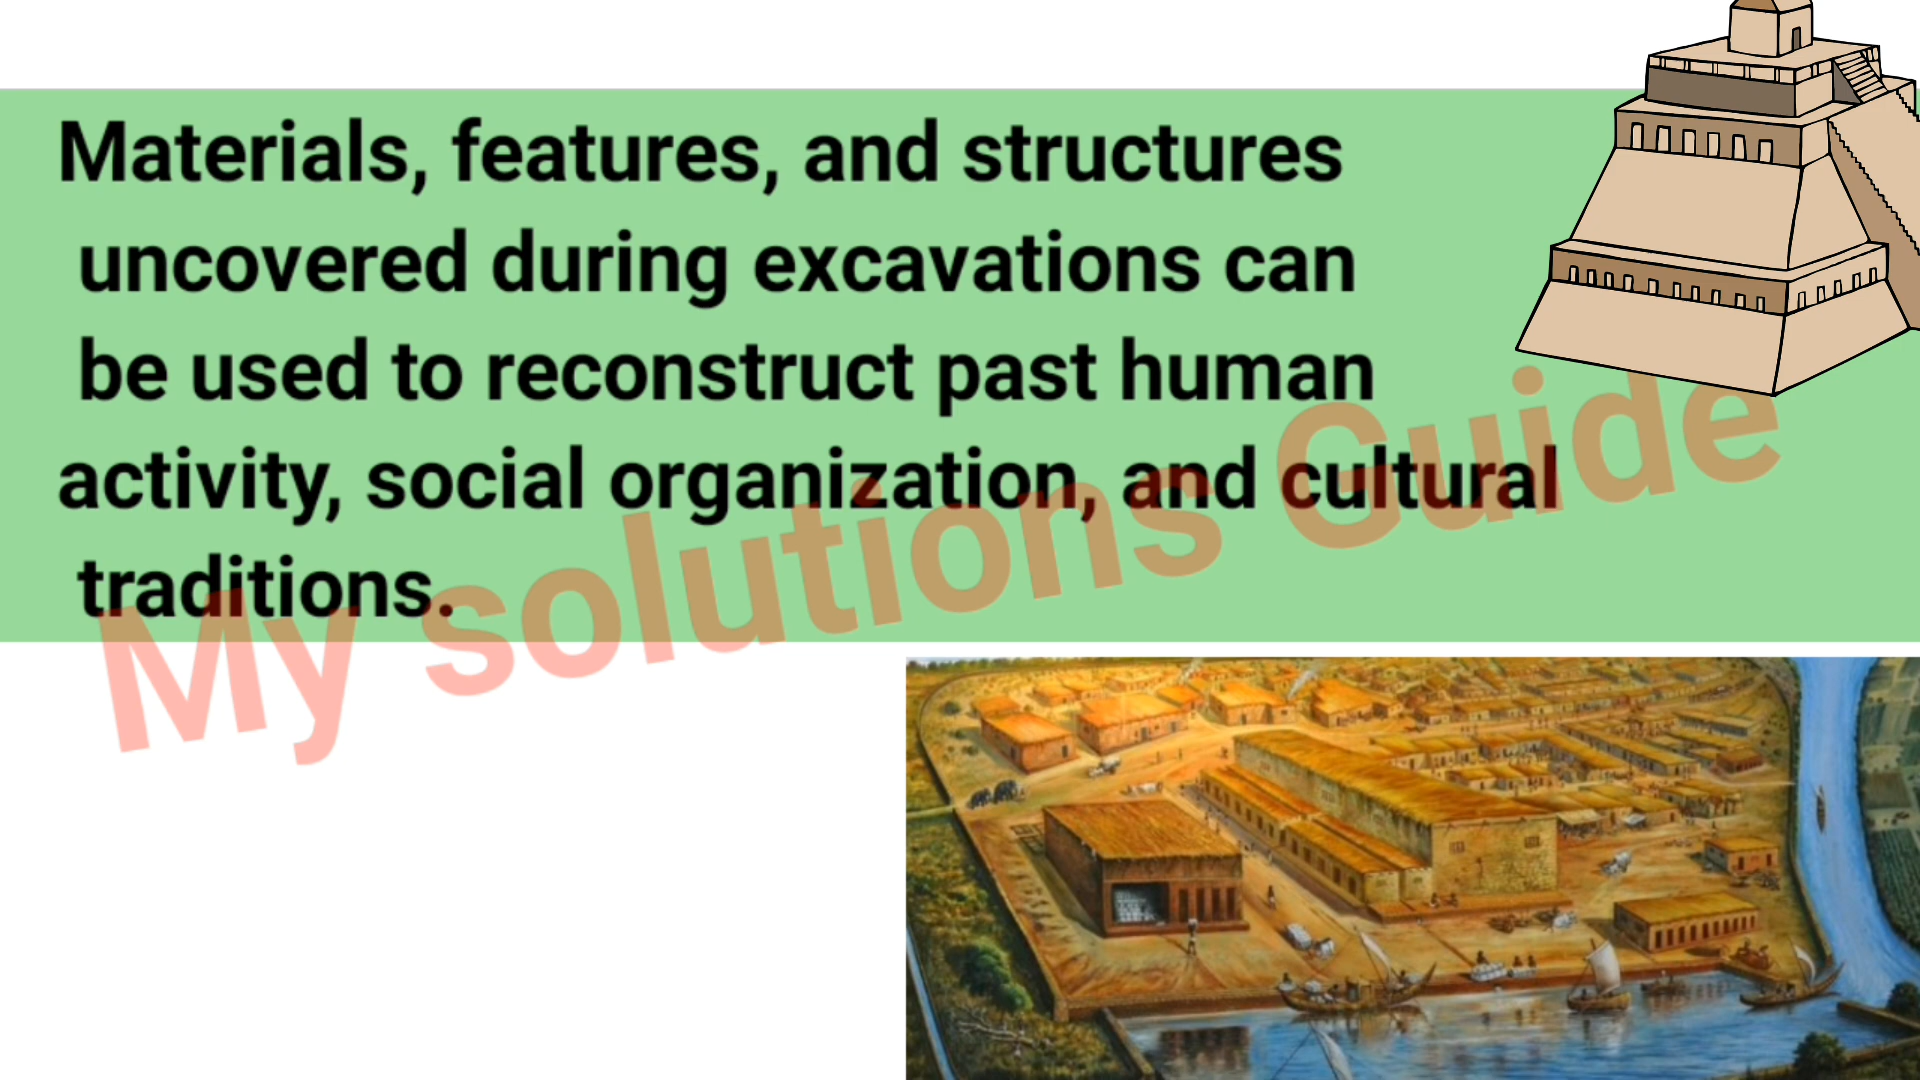 Materials, features, and structures
uncovered during excavations can
be used to reconstruct past human
activity, social organization, and cultural
traditions.
My solutions Guide